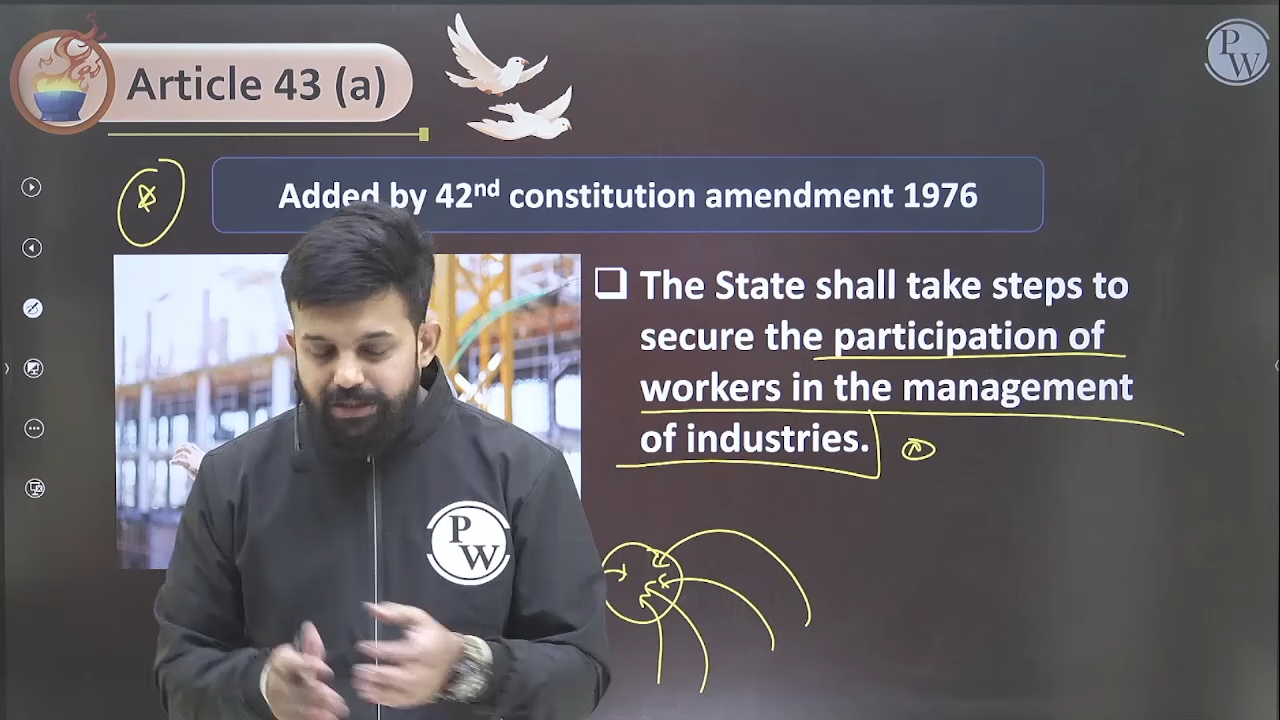 Article 43 (a)
PW
Added by 42nd constitution amendment 1976
The State shall take steps to
secure the participation of
workers in the management
of industries.
PW